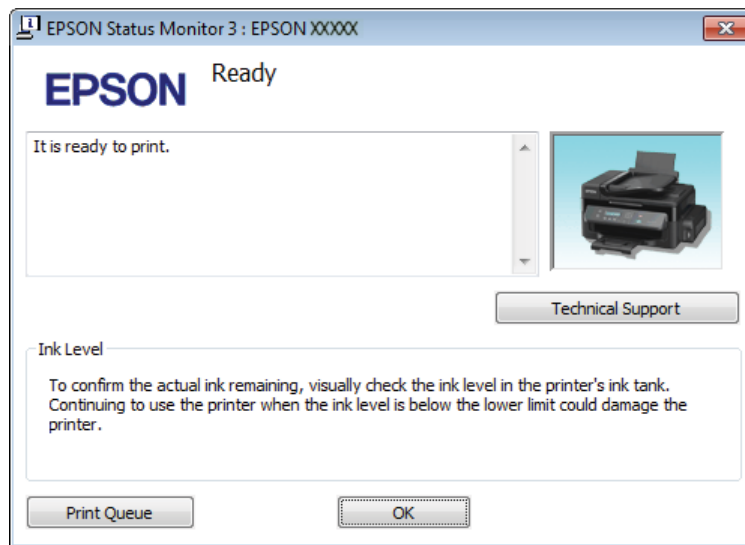 EPSON Status Monitor 3 : EPSON XXXXX
EPSON
Ready
It is ready to print.
Technical Support
Ink Level
To confirm the actual ink remaining, visually check the ink level in the printer's ink tank.
Continuing to use the printer when the ink level is below the lower limit could damage the
printer.
Print Queue
OK